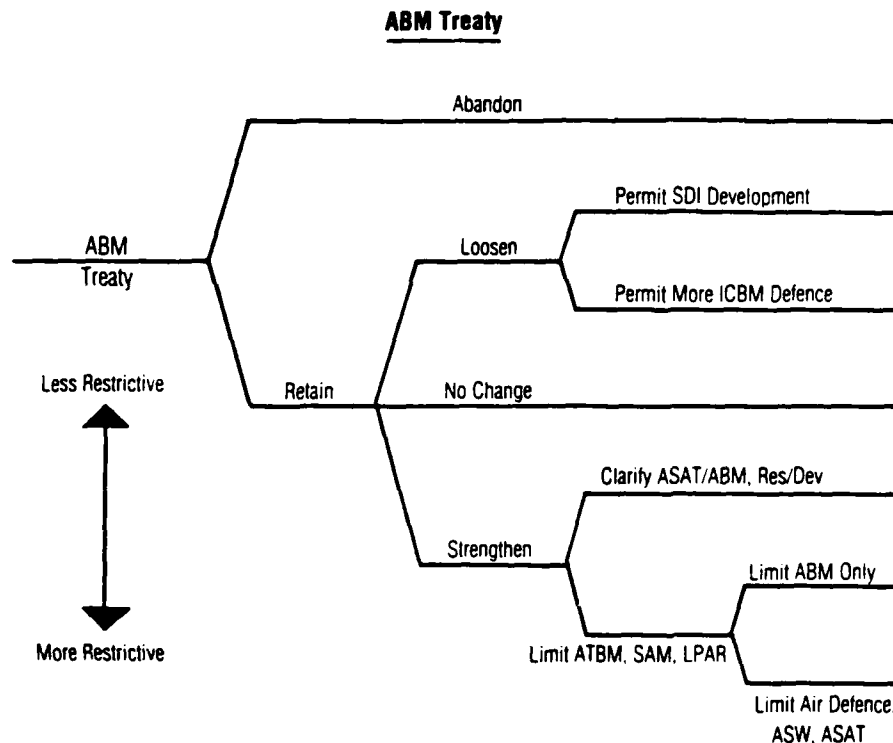 ABM Treaty
Abandon
Permit SDI Development
ABM
Treaty
Loosen
Permit More ICBM Defence
Less Restrictive
Retain
No Change
Clarify ASAT/ABM, Res/Dev
Strengthen
Limit ABM Only
More Restrictive
Limit ATBM, SAM, LPAR
Limit Air Defence,
ASW, ASAT